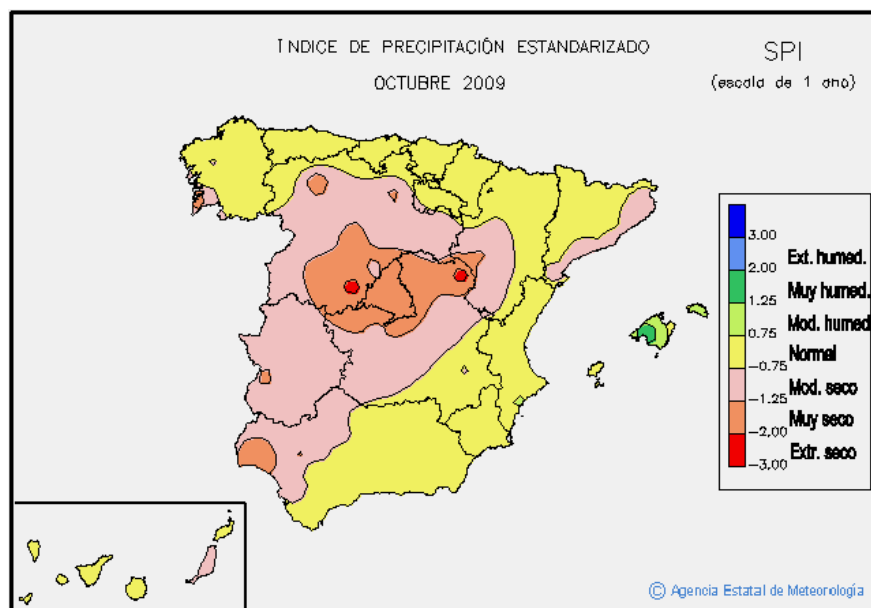 ÍNDICE DE PRECIPITACIÓN ESTANDARIZADO
OCTUBRE 2009
SPI
(escala de 1 ano)
3.00
Ext. humed.
2.00
Muy humed.
1.25
Mod. humed
0.75
Normal
-0.75
Mod. seco
-1.25
Muy seco
-2.00
Extr. seco
-3.00
© Agencia Estatal de Meteorología